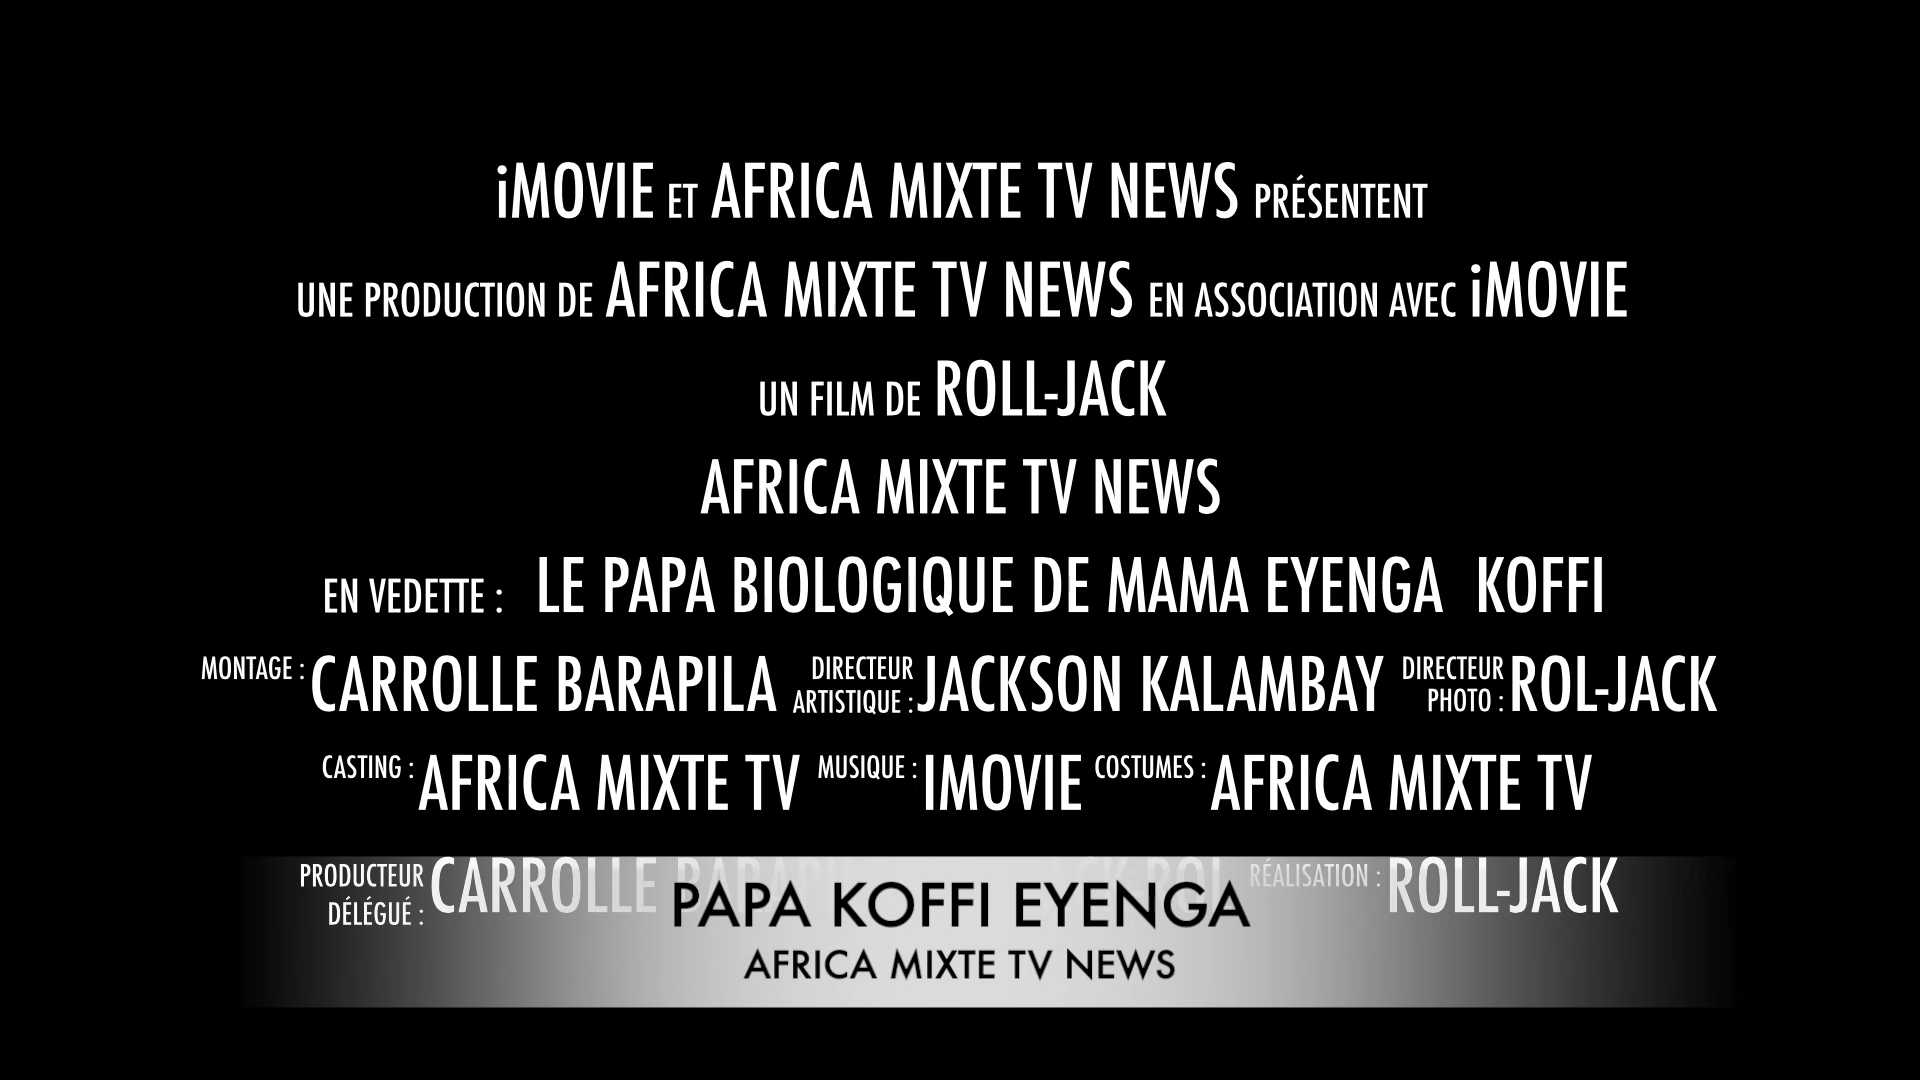 iMOVIE ET AFRICA MIXTE TV NEWS PRÉSENTENT
UNE PRODUCTION DE AFRICA MIXTE TV NEWS EN ASSOCIATION AVEC iMOVIE
UN FILM DE ROLL-JACK
AFRICA MIXTE TV NEWS
EN VEDETTE : LE PAPA BIOLOGIQUE DE MAMA EYENGA KOFFI
MONTAGE : CARROLLE BARAPILA DIRECTEUR ARTISTIQUE : JACKSON KALAMBAY DIRECTEUR PHOTO : ROL-JACK
CASTING : AFRICA MIXTE TV MUSIQUE : IMOVIE COSTUMES : AFRICA MIXTE TV
PRODUCTEUR DÉLÉGUÉ : CARROLLE RÉALISATION : ROLL-JACK
PAPA KOFFI EYENGA
AFRICA MIXTE TV NEWS